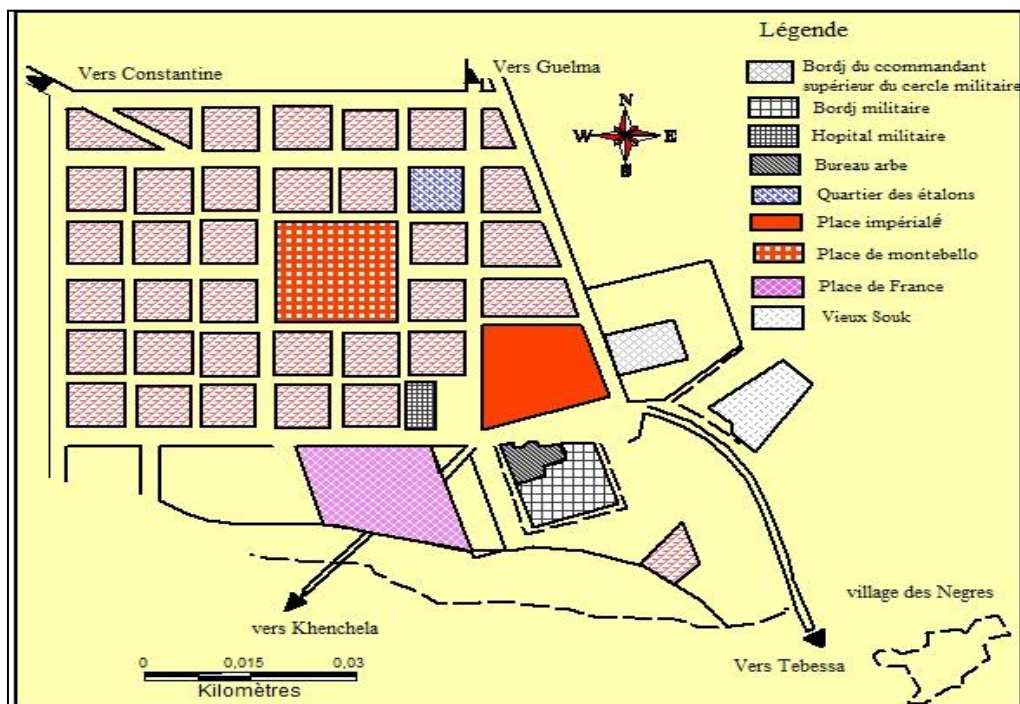 Légende
Vers Constantine
Vers Guelma
N
W E
S
Bordj du ccommandant
supérieur du cercle militaire
Bordj militaire
Hopital militaire
Bureau arbe
Quartier des étalons
Place impérialé
Place de montebello
Place de France
Vieux Souk
village des Negres
vers Khenchela
Vers Tebessa
0 0,015 0,03
Kilomètres